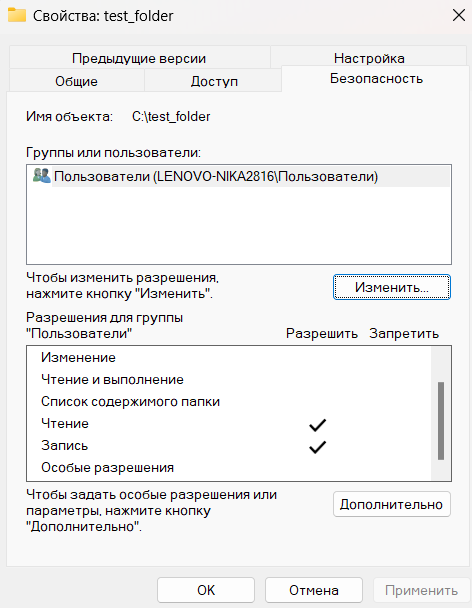 Свойства: test_folder
Предыдущие версии
Настройка
Общие
Доступ
Безопасность
Имя объекта: C:\test_folder
Группы или пользователи:
Пользователи (LENOVO-NIKA2816\Пользователи)
Чтобы изменить разрешения,
нажмите кнопку "Изменить".
Изменить...
Разрешения для группы
"Пользователи"
Разрешить
Запретить
Изменение
Чтение и выполнение
Список содержимого папки
Чтение
Запись
Особые разрешения
Чтобы задать особые разрешения или
параметры, нажмите кнопку
"Дополнительно".
Дополнительно
OK
Отмена
Применить